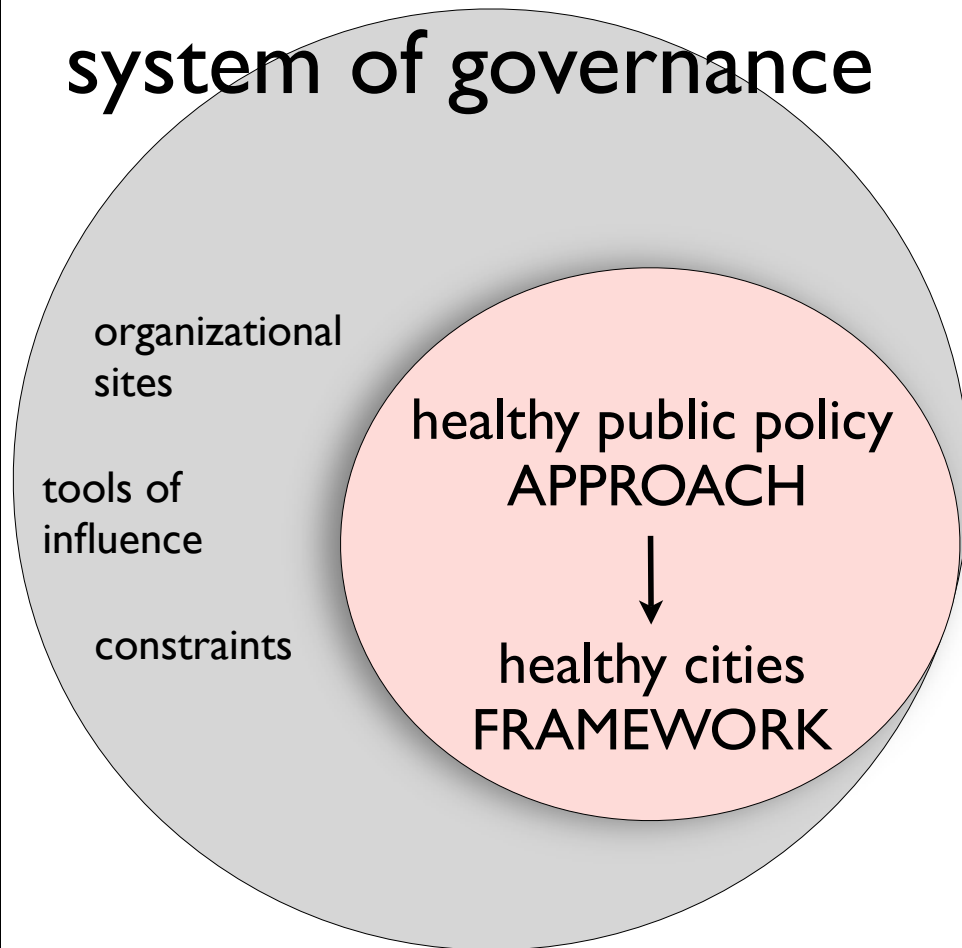 system of governance
organizational
sites
tools of
influence
constraints
healthy public policy
APPROACH
healthy cities
FRAMEWORK